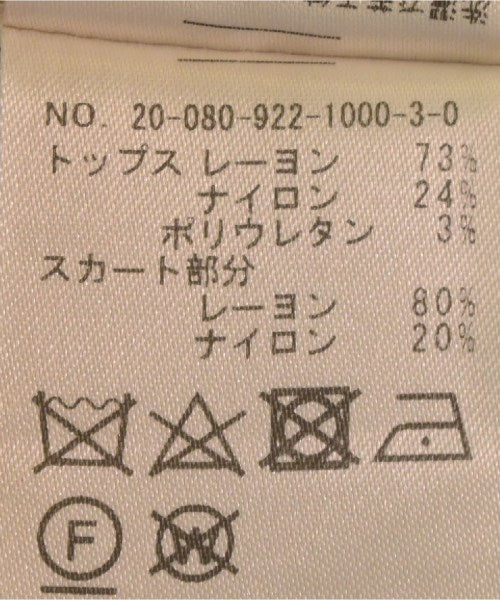 NO. 20-080-922-1000-3-0
トップス レーヨン 73%
ナイロン 24%
ポリウレタン 3%
スカート部分
レーヨン 80%
ナイロン 20%
F
W